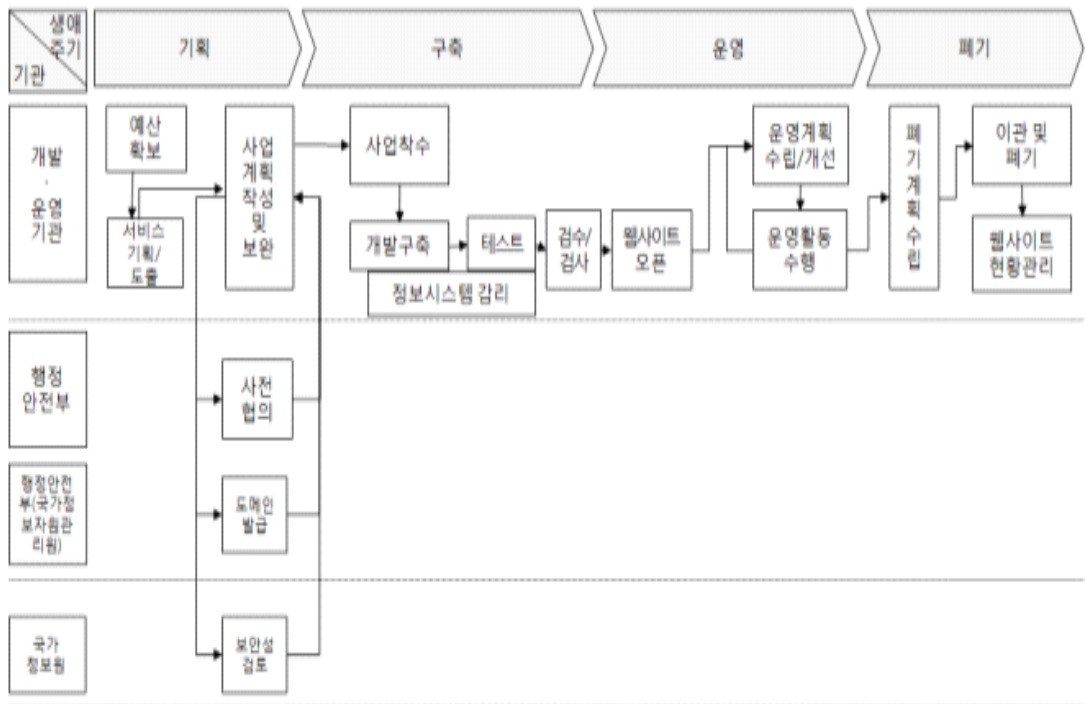 생애
주기
기관
기획
구축
운영
폐기
개발
·
운영
기관
예산
확보
서비스
기획/
도출
사업
계획
작성
및
보완
사업착수
개발구축
테스트
정보시스템 감리
검수/
검사
웹사이트
오픈
운영계획
수립/개선
운영활동
수행
폐
기
계
획
수
립
이관 및
폐기
웹사이트
현황관리
행정
안전부
사전
협의
행정안전
부(국가정
보자원관
리원)
도메인
발급
국가
정보원
보안성
검토